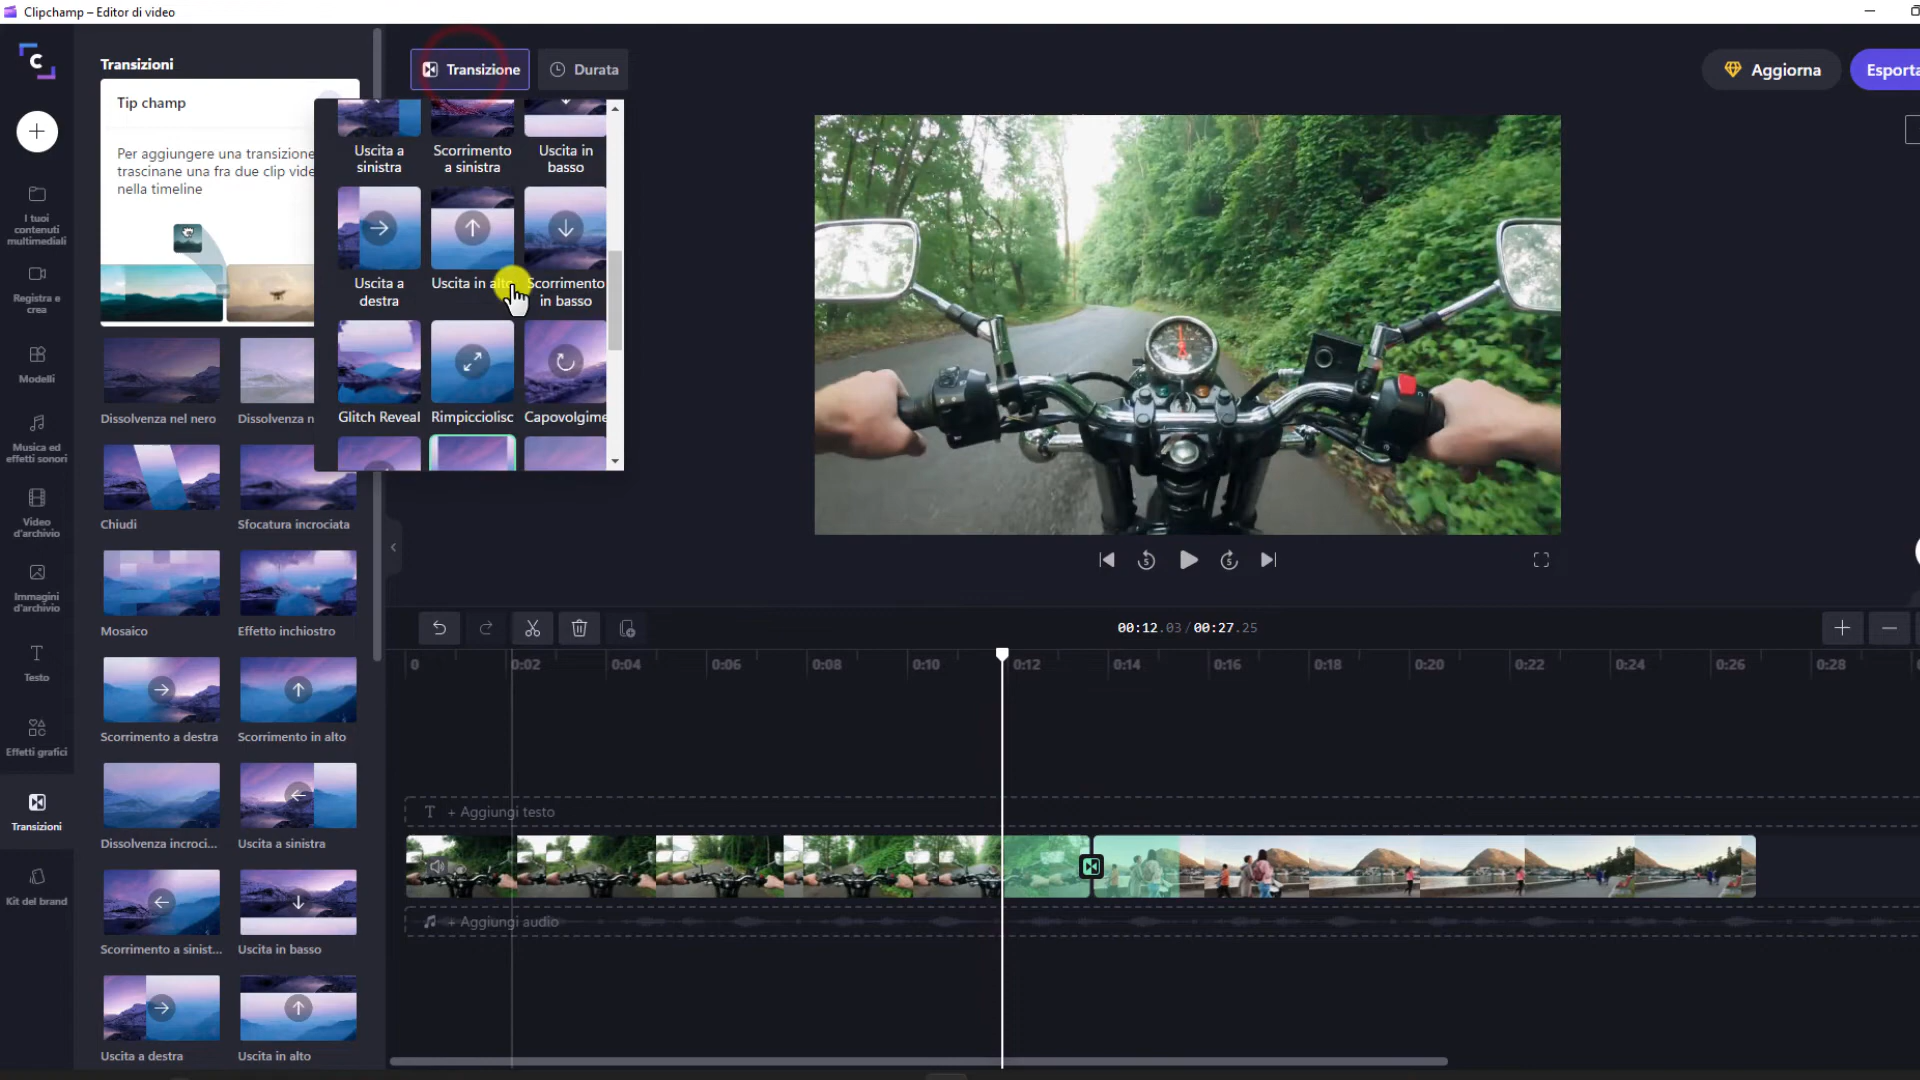 Clipchamp – Editor di video
Transizioni
Transizione
Durata
Aggiorna
Esporta
Tip champ
Per aggiungere una transizione
trascinane una fra due clip vide
nella timeline
I tuoi
contenuti
multimediali
Registra e
crea
Modelli
Musica ed
effetti sonori
Video
d'archivio
Immagini
d'archivio
Testo
Effetti grafici
Transizioni
Kit del brand
Uscita a
sinistra
Scorrimento
a sinistra
Uscita in
basso
Uscita a
destra
Uscita in alto
Scorrimento
in basso
Glitch Reveal
Rimpicciolisc
Capovolgime
Dissolvenza nel nero
Dissolvenza n
Chiudi
Sfocatura incrociata
Mosaico
Effetto inchiostro
Scorrimento a destra
Scorrimento in alto
Dissolvenza incroci...
Uscita a sinistra
Scorrimento a sinist...
Uscita in basso
Uscita a destra
Uscita in alto
5
5
00:12.03 / 00:27.25
0
0:02
0:04
0:06
0:08
0:10
0:12
0:14
0:16
0:18
0:20
0:22
0:24
0:26
0:28
T + Aggiungi testo
+ Aggiungi audio